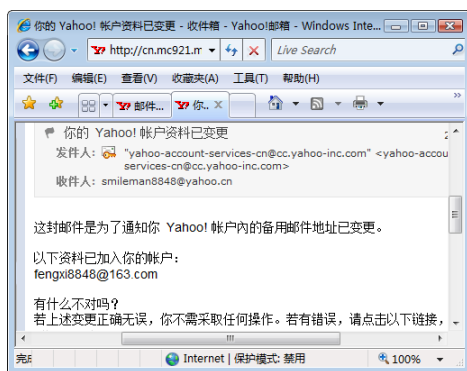 你的 Yahoo! 帐户资料已变更 - 收件箱 - Yahoo!邮箱 - Windows Inte...
http://cn.mc921.m
Live Search
文件(F) 编辑(E) 查看(V) 收藏夹(A) 工具(T) 帮助(H)
邮件... 你..
你的 Yahoo! 帐户资料已变更
发件人: "yahoo-account-services-cn@cc.yahoo-inc.com" <yahoo-accou
services-cn@cc.yahoo-inc.com>
收件人: smileman8848@yahoo.cn
这封邮件是为了通知你 Yahoo! 帐户内的备用邮件地址已变更。
以下资料已加入你的帐户:
fengxi8848@163.com
有什么不对吗?
若上述变更正确无误，你不需采取任何操作。若有错误，请点击以下链接，
Internet | 保护模式: 禁用
100%